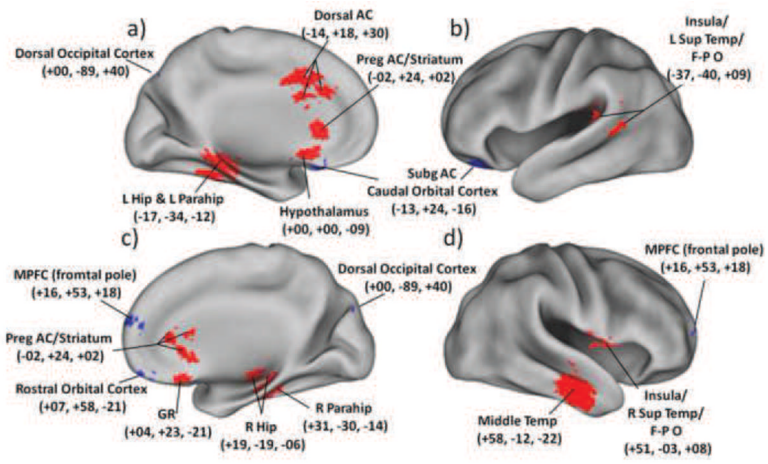 a)
Dorsal AC
(-14, +18, +30)
Dorsal Occipital Cortex
(+00, -89, +40)
Preg AC/Striatum
(-02, +24, +02)
L Hip & L Parahip
(-17, -34, -12)
Hypothalamus
(+00, +00, -09)
b)
Insula/
L Sup Temp/
F-P O
(-37, -40, +09)
Subg AC
Caudal Orbital Cortex
(-13, +24, -16)
c)
MPFC (frontal pole)
(+16, +53, +18)
Dorsal Occipital Cortex
(+00, -89, +40)
Preg AC/Striatum
(-02, +24, +02)
Rostral Orbital Cortex
(+07, +58, -21)
GR
(+04, +23, -21)
R Hip
(+19, -19, -06)
R Parahip
(+31, -30, -14)
d)
MPFC (frontal pole)
(+16, +53, +18)
Middle Temp
(+58, -12, -22)
Insula/
R Sup Temp/
F-P O
(+51, -03, +08)